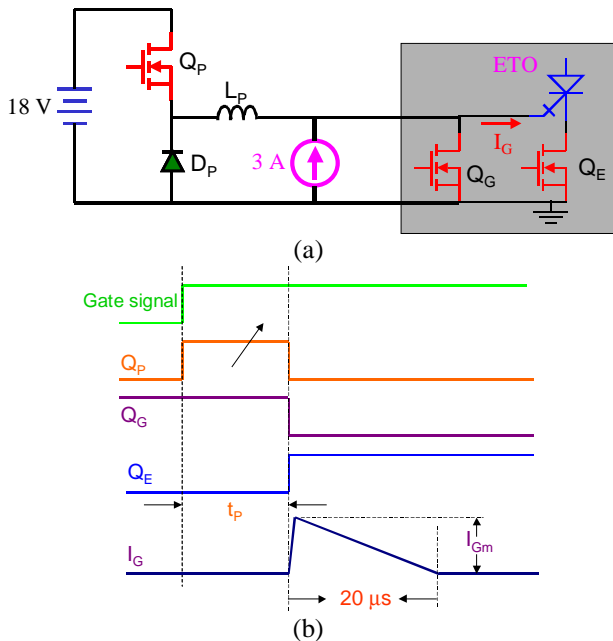 ETO
Q_P
18 V
L_P
I_G
3 A
D_P
Q_G
Q_E
(a)
Gate signal
Q_P
Q_G
Q_E
t_P
I_G
I_Gm
20 µs
(b)